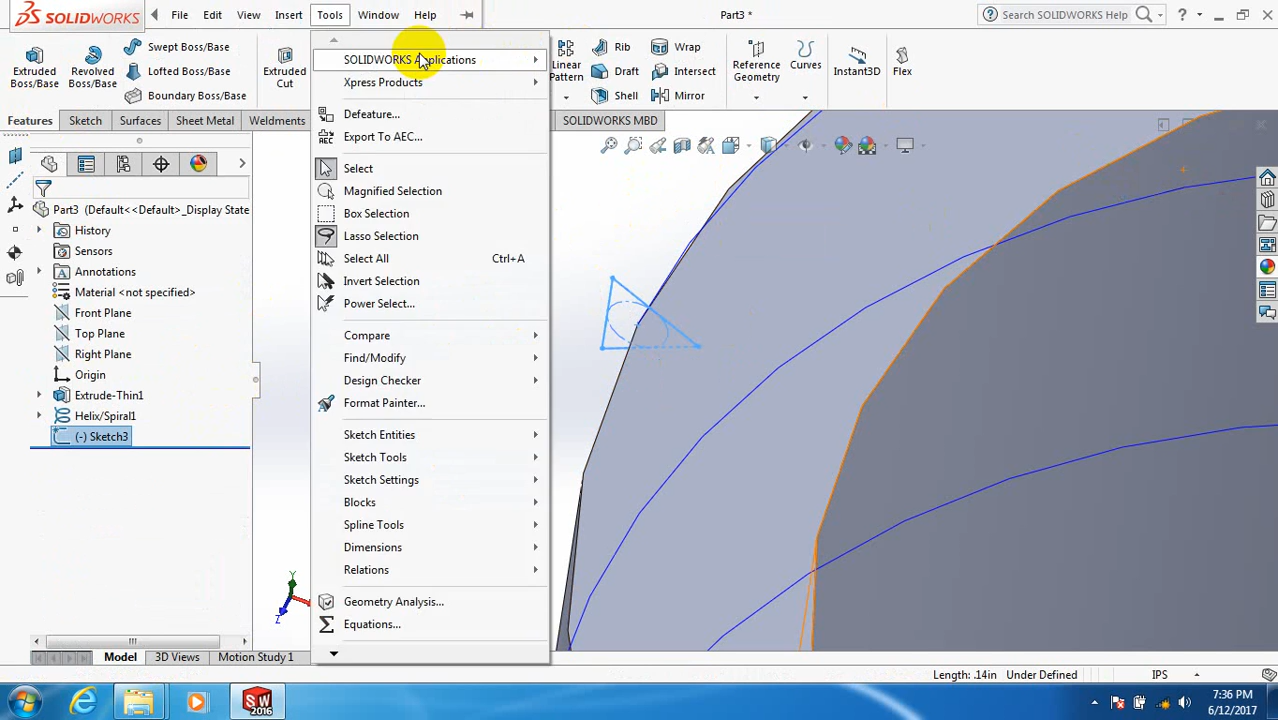 SOLIDWORKS
File
Edit
View
Insert
Tools
Window
Help
Part3 *
Search SOLIDWORKS Help
?
Extruded Boss/Base
Revolved Boss/Base
Swept Boss/Base
Lofted Boss/Base
Boundary Boss/Base
Extruded Cut
Linear Pattern
Rib
Draft
Shell
Wrap
Intersect
Mirror
Reference Geometry
Curves
Instant3D
Flex
Features
Sketch
Surfaces
Sheet Metal
Weldments
SOLIDWORKS MBD
Part3 (Default<<Default>_Display State
History
Sensors
Annotations
Material <not specified>
Front Plane
Top Plane
Right Plane
Origin
Extrude-Thin1
Helix/Spiral1
(-) Sketch3
SOLIDWORKS Applications
Xpress Products
Defeature...
Export To AEC...
Select
Magnified Selection
Box Selection
Lasso Selection
Select All Ctrl+A
Invert Selection
Power Select...
Compare
Find/Modify
Design Checker
Format Painter...
Sketch Entities
Sketch Tools
Sketch Settings
Blocks
Spline Tools
Dimensions
Relations
Geometry Analysis...
Equations...
Y
Z
Model
3D Views
Motion Study 1
Length: .14in
Under Defined
IPS
SW
2016
7:36 PM
6/12/2017